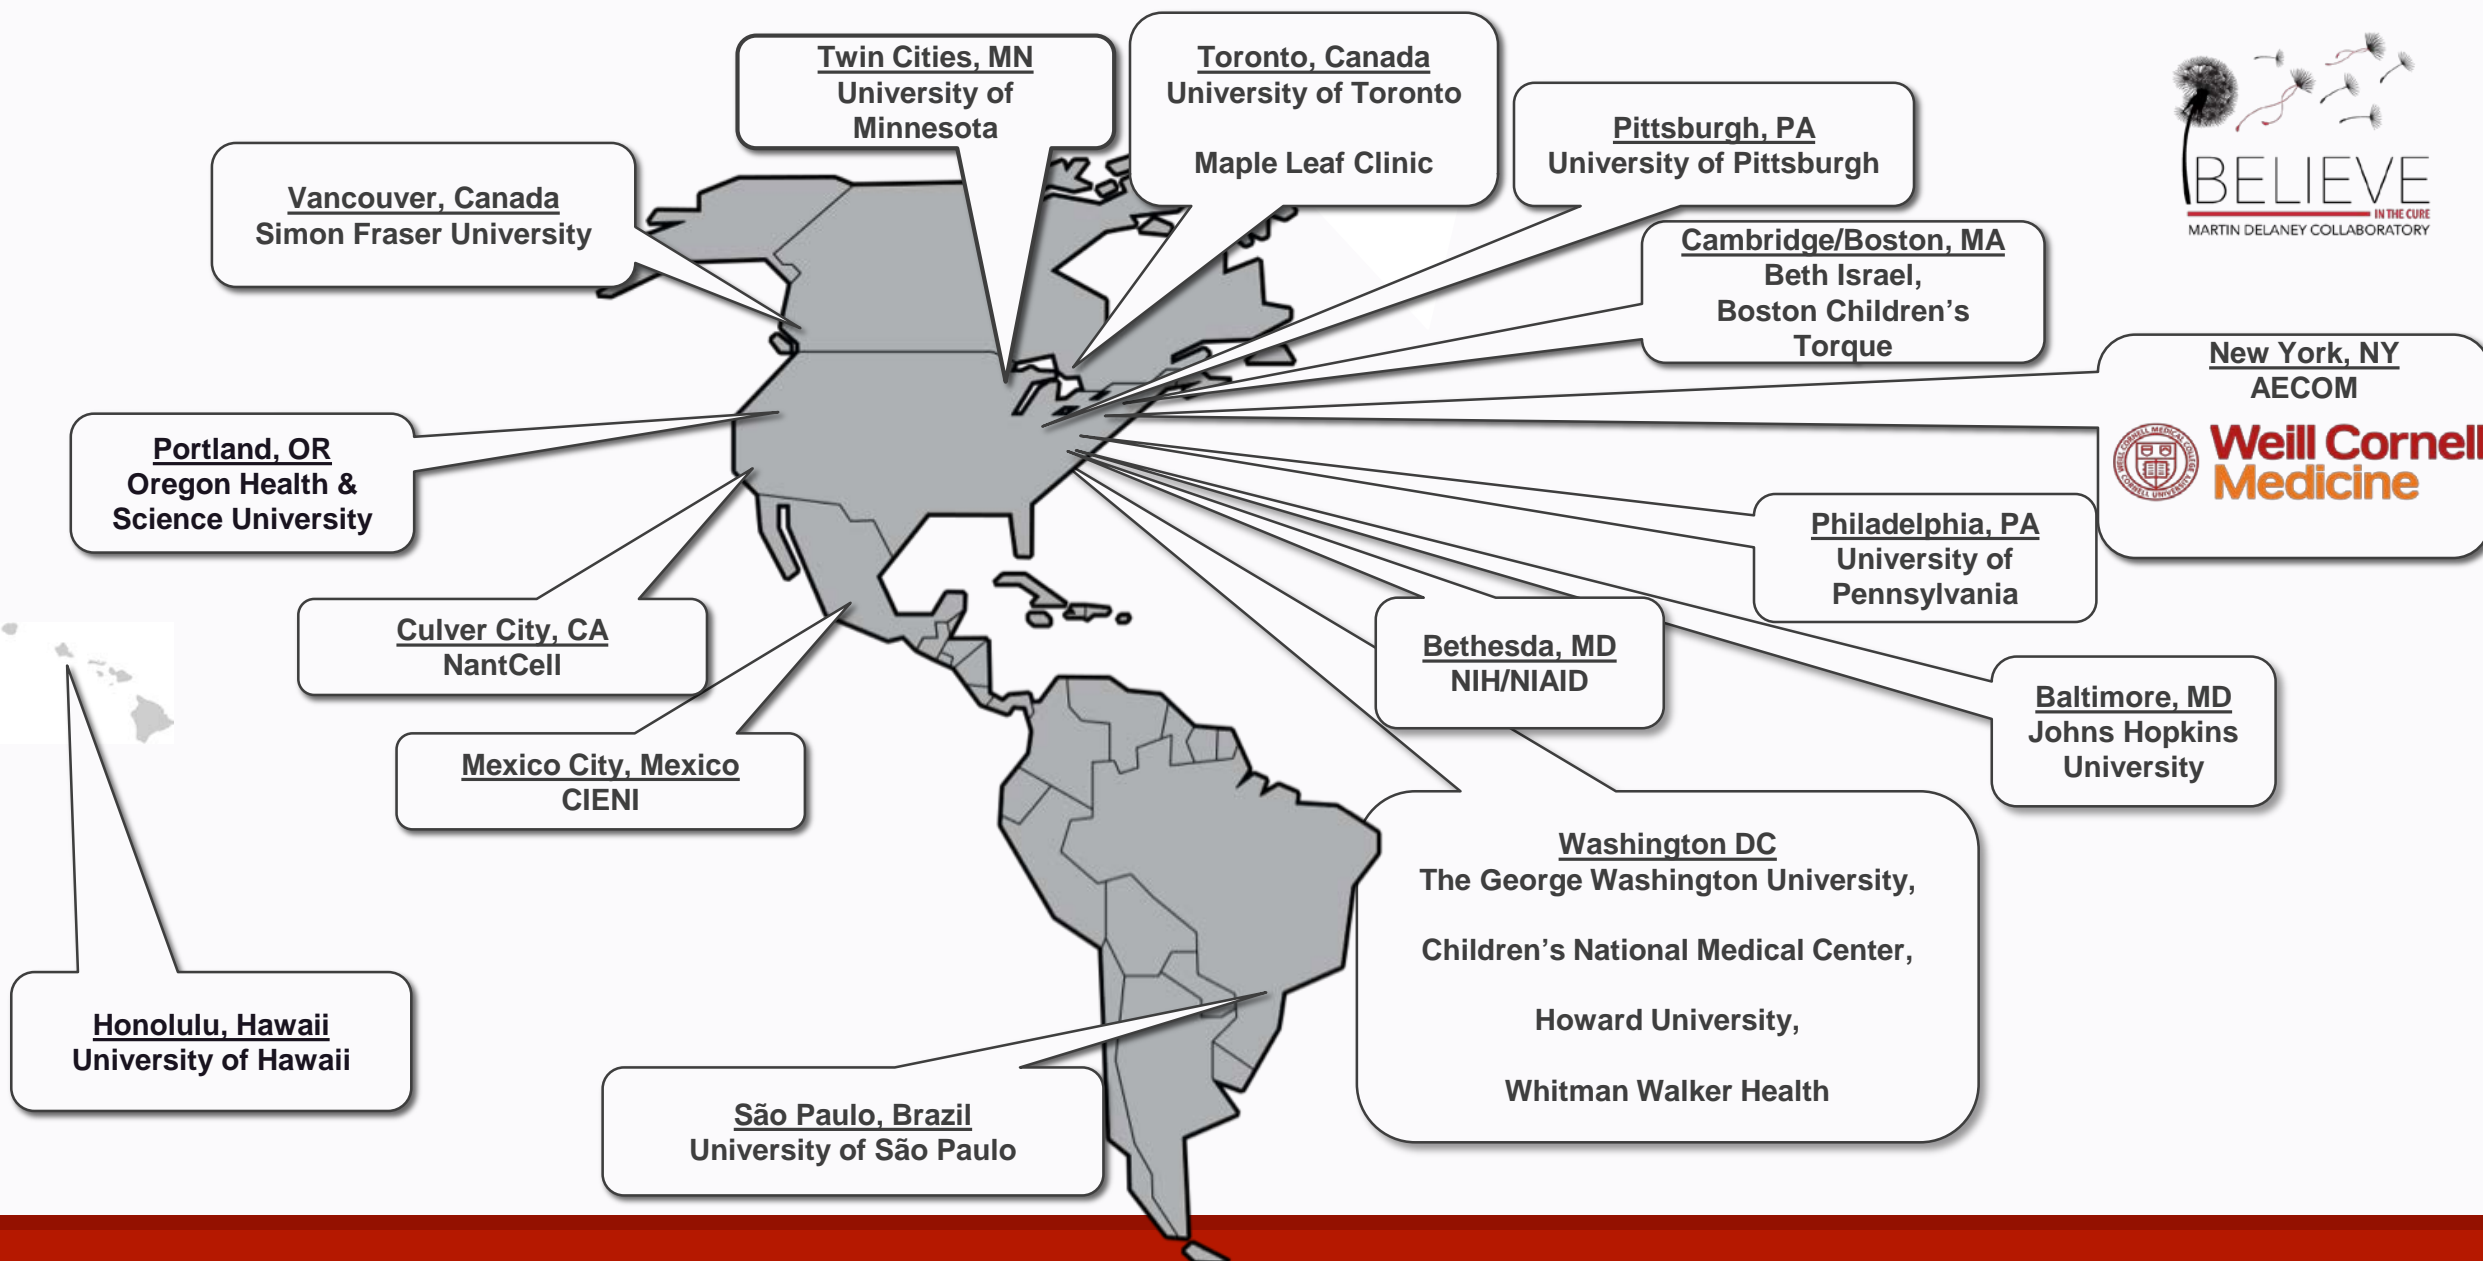 Twin Cities, MN
University of
Minnesota
Toronto, Canada
University of Toronto
Maple Leaf Clinic
Pittsburgh, PA
University of Pittsburgh
BELIEVE
IN THE CURE
MARTIN DELANEY COLLABORATORY
Vancouver, Canada
Simon Fraser University
Cambridge/Boston, MA
Beth Israel,
Boston Children’s
Torque
New York, NY
AECOM
Weill Cornell
Medicine
Portland, OR
Oregon Health &
Science University
Philadelphia, PA
University of
Pennsylvania
Culver City, CA
NantCell
Bethesda, MD
NIH/NIAID
Baltimore, MD
Johns Hopkins
University
Mexico City, Mexico
CIENI
Washington DC
The George Washington University,
Children’s National Medical Center,
Howard University,
Whitman Walker Health
Honolulu, Hawaii
University of Hawaii
São Paulo, Brazil
University of São Paulo